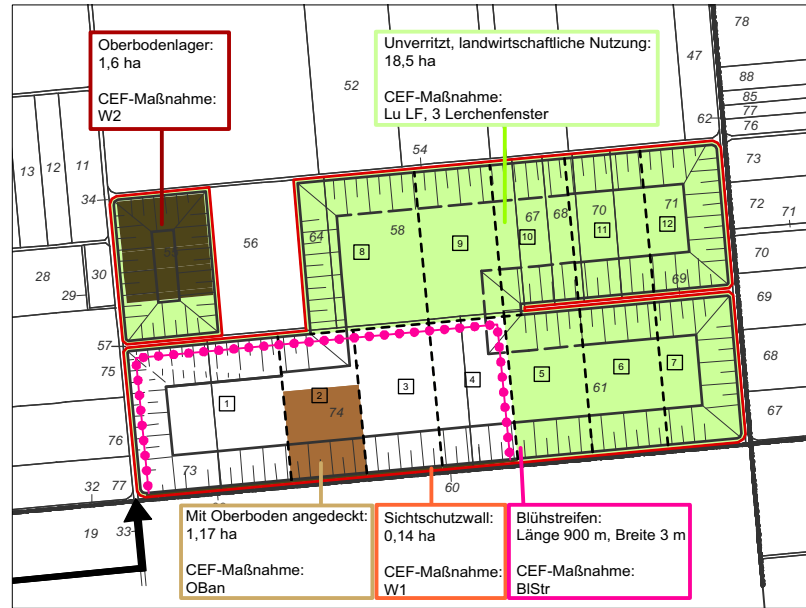 Oberbodenlager:
1,6 ha
CEF-Maßnahme:
W2
Unverritzt, landwirtschaftliche Nutzung:
18,5 ha
CEF-Maßnahme:
Lu LF, 3 Lerchenfenster
78
47
52
88
85
77
76
62
54
13
12
11
73
34
72
71
56
64
58
67
68
70
71
8
9
10
11
12
28
30
29
70
69
69
57
75
68
1
2
3
4
5
6
7
61
74
76
67
73
32
77
60
19
33
Mit Oberboden angedeckt:
1,17 ha
CEF-Maßnahme:
OBan
Sichtschutzwall:
0,14 ha
CEF-Maßnahme:
W1
Blühstreifen:
Länge 900 m, Breite 3 m
CEF-Maßnahme:
BlStr